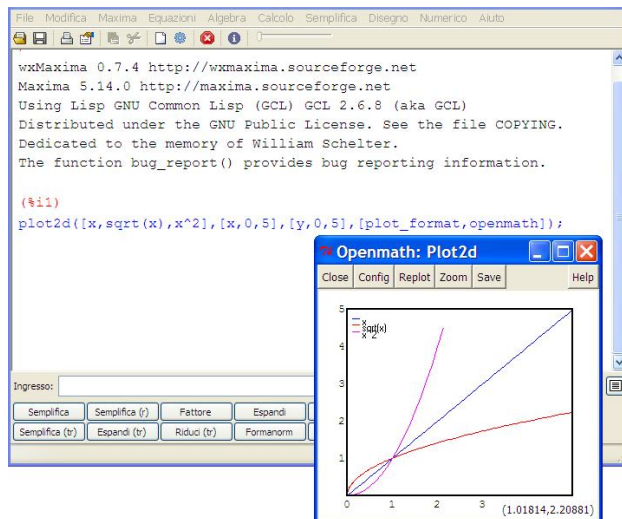 File Modifica Maxima Equazioni Algebra Calcolo Semplifica Disegno Numerico Aiuto
wxMaxima 0.7.4 http://wxmaxima.sourceforge.net
Maxima 5.14.0 http://maxima.sourceforge.net
Using Lisp GNU Common Lisp (GCL) GCL 2.6.8 (aka GCL)
Distributed under the GNU Public License. See the file COPYING.
Dedicated to the memory of William Schelter.
The function bug_report() provides bug reporting information.
(%i1)
plot2d([x,sqrt(x),x^2],[x,0,5],[y,0,5],[plot_format,openmath]);
Openmath: Plot2d
Close Config Replot Zoom Save Help
5
x
sqrt(x)
x^2
4
3
2
1
0 1 2 3
(1.01814,2.20881)
Ingresso:
Semplifica Semplifica (r) Fattore Espandi
Semplifica (tr) Espandi (tr) Riduci (tr) Formanorm